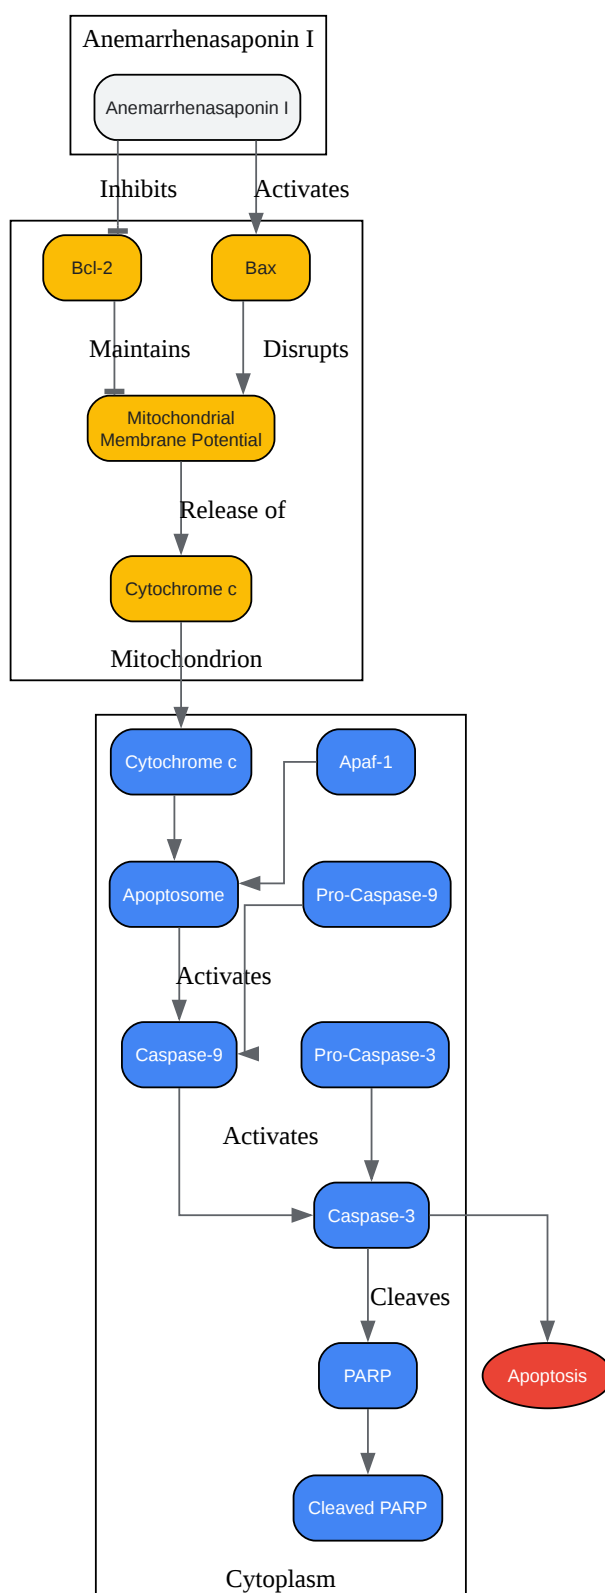 Anemarrhenasaponin I
Anemarrhenasaponin I
Inhibits
Activates
Bcl-2
Bax
Maintains
Disrupts
Mitochondrial
Membrane Potential
Release of
Cytochrome c
Mitochondrion
Cytochrome c
Apaf-1
Apoptosome
Pro-Caspase-9
Activates
Caspase-9
Pro-Caspase-3
Activates
Caspase-3
Cleaves
PARP
Apoptosis
Cleaved PARP
Cytoplasm